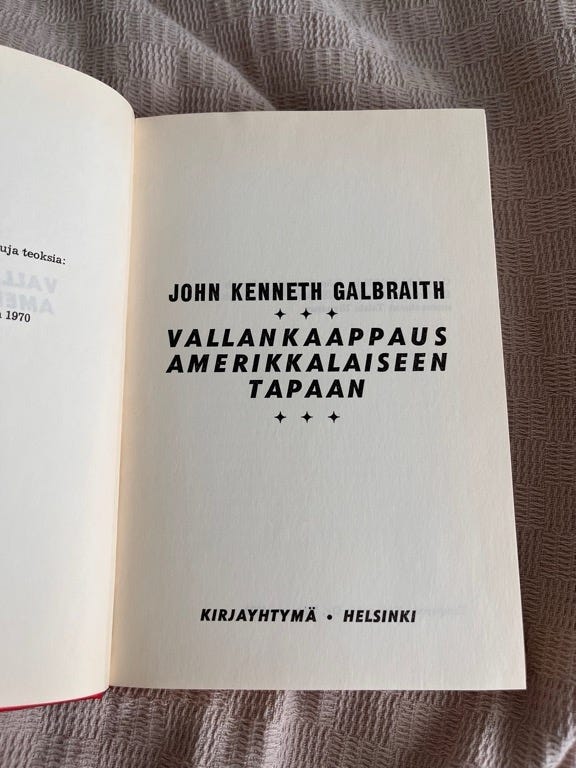 uja teoksia:
1970
JOHN KENNETH GALBRAITH
VALLANKAAPPAUS
AMERIKKALAISEEN
TAPAAN
KIRJAYHTYMÄ • HELSINKI